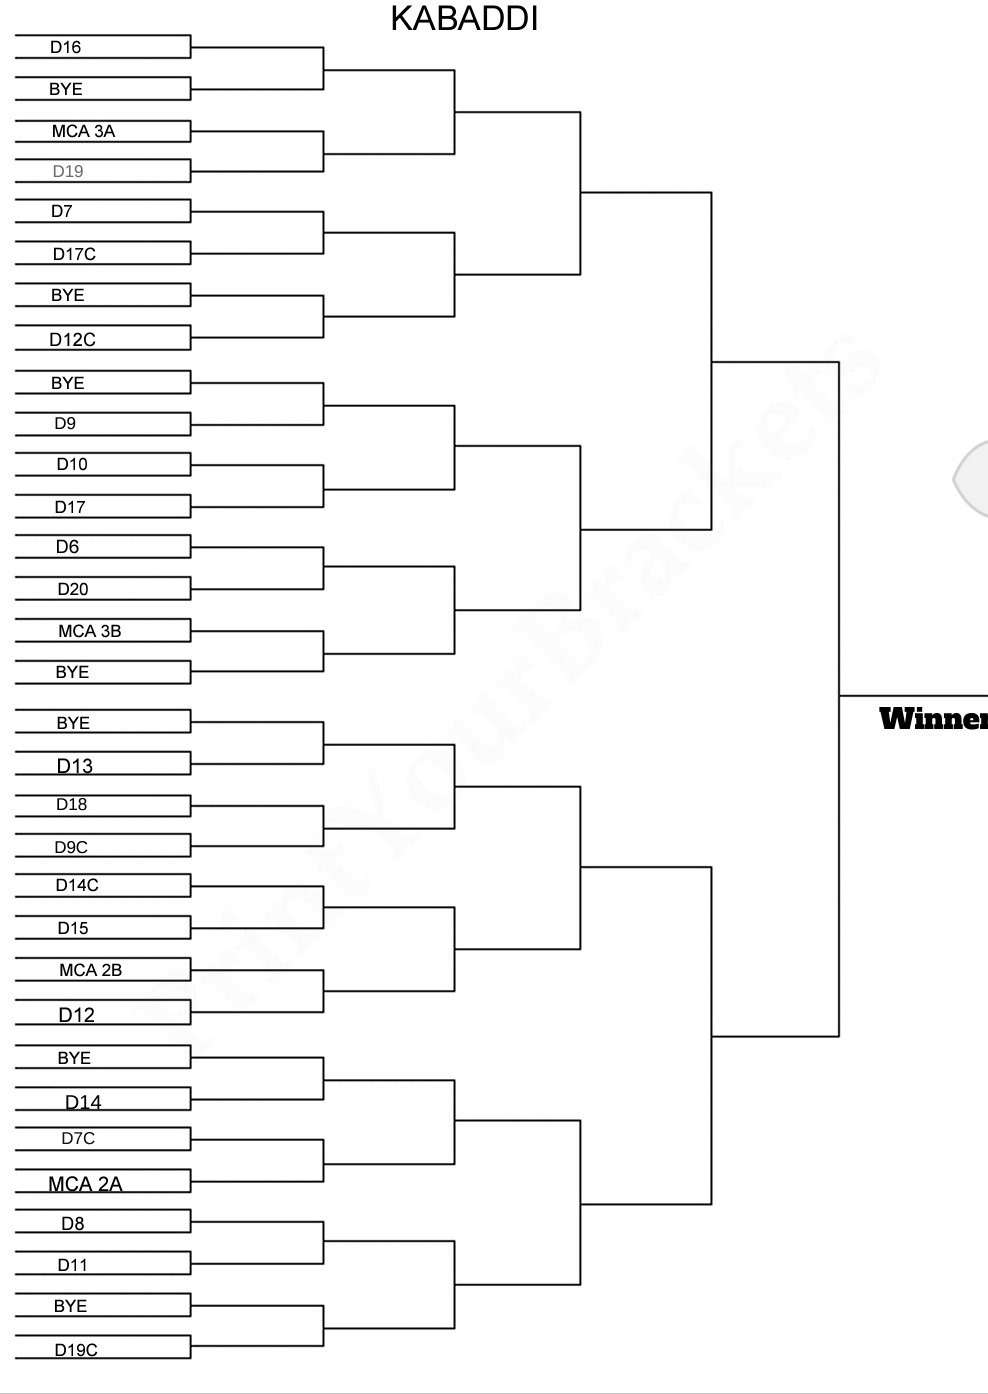 KABADDI
D16
BYE
MCA 3A
D19
D7
D17C
BYE
D12C
BYE
D9
D10
D17
D6
D20
MCA 3B
BYE
BYE
D13
D18
D9C
D14C
D15
MCA 2B
D12
BYE
D14
D7C
MCA 2A
D8
D11
BYE
D19C
Winner
PrintYourBrackets